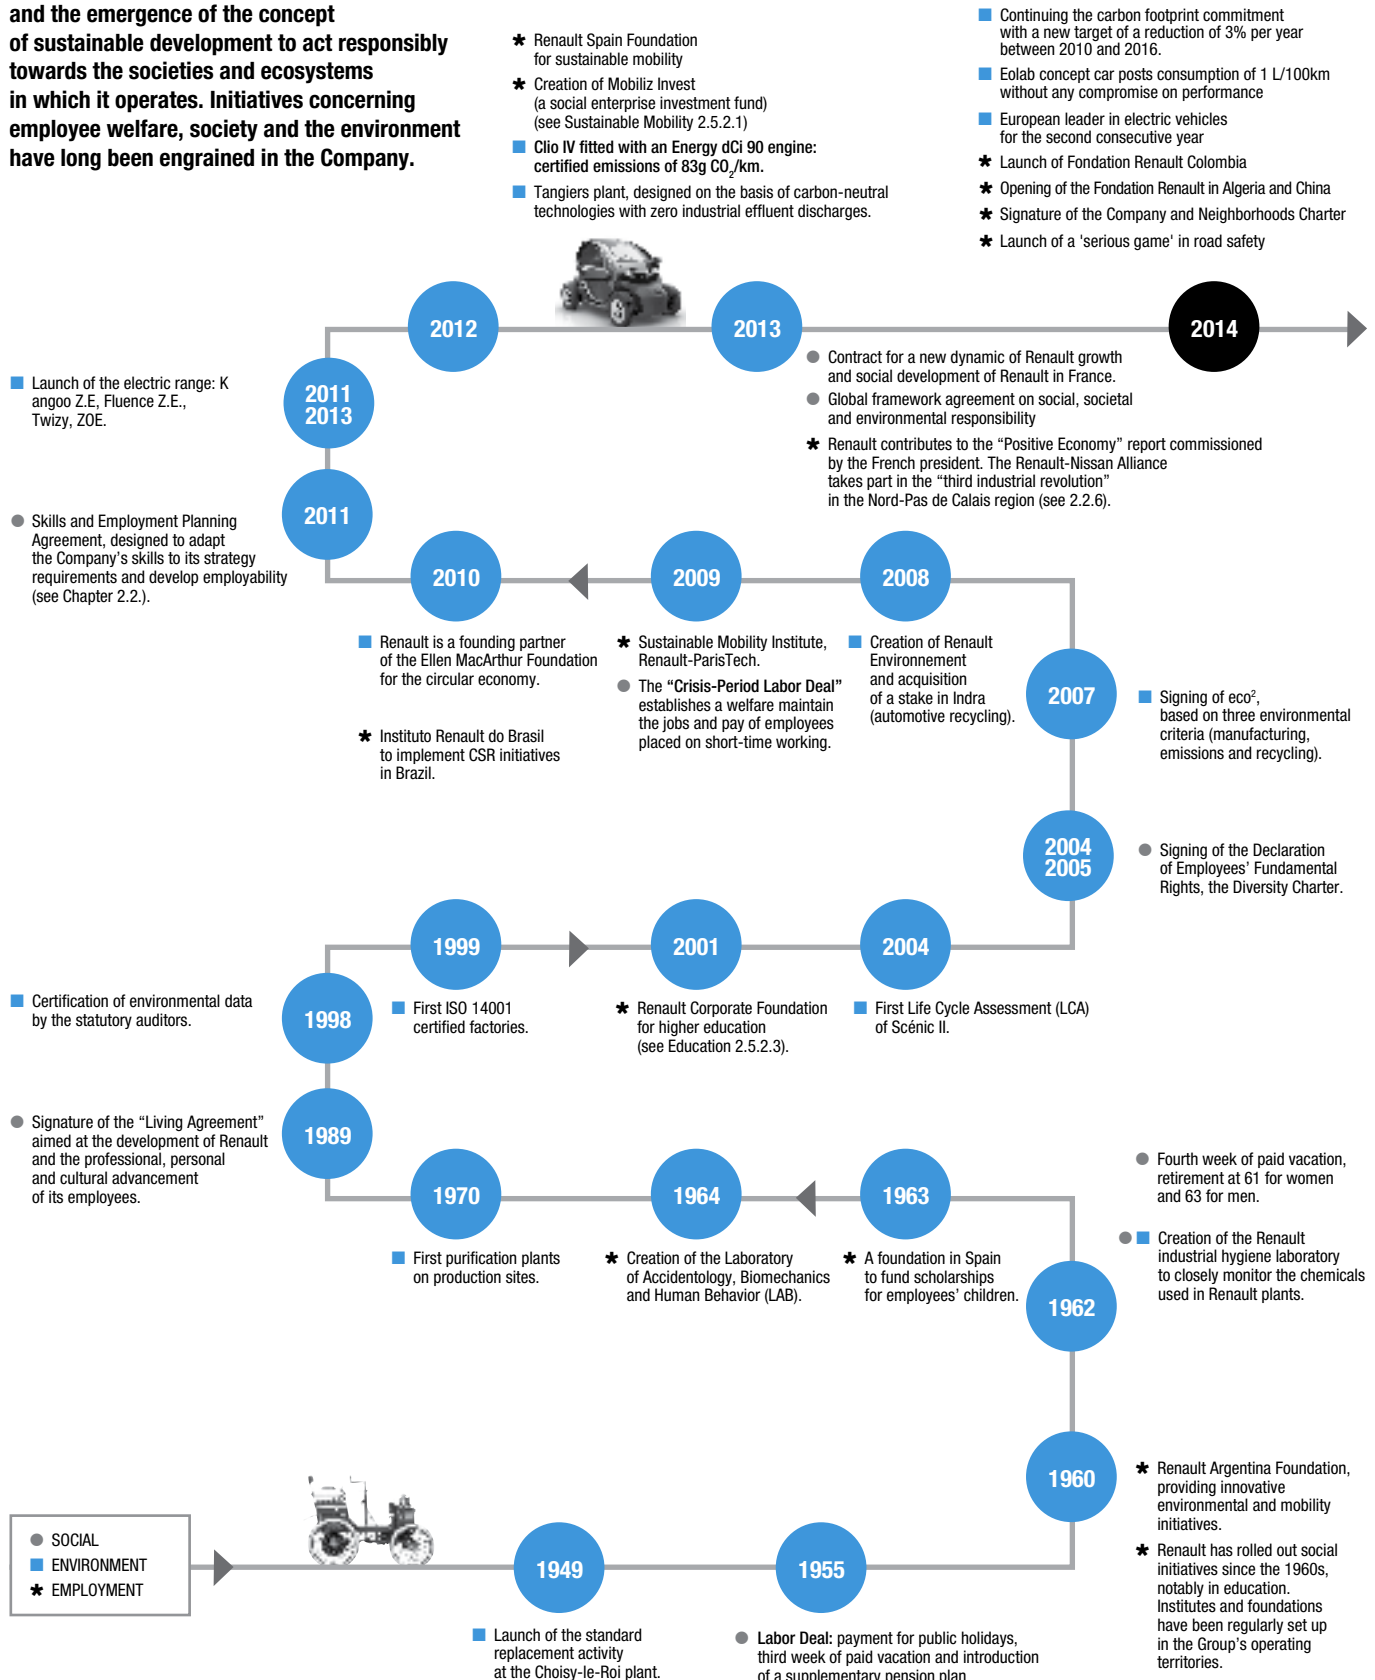 and the emergence of the concept
of sustainable development to act responsibly
towards the societies and ecosystems
in which it operates. Initiatives concerning
employee welfare, society and the environment
have long been engrained in the Company.
Renault Spain Foundation
for sustainable mobility
Creation of Mobiliz Invest
(a social enterprise investment fund)
(see Sustainable Mobility 2.5.2.1)
Clio IV fitted with an Energy dCi 90 engine:
certified emissions of 83g CO₂/km.
Tangiers plant, designed on the basis of carbon-neutral
technologies with zero industrial effluent discharges.
Continuing the carbon footprint commitment
with a new target of a reduction of 3% per year
between 2010 and 2016.
Eolab concept car posts consumption of 1 L/100km
without any compromise on performance
European leader in electric vehicles
for the second consecutive year
Launch of Fondation Renault Colombia
Opening of the Fondation Renault in Algeria and China
Signature of the Company and Neighborhoods Charter
Launch of a 'serious game' in road safety
2012
2013
2014
Launch of the electric range: K
angoo Z.E, Fluence Z.E.,
Twizy, ZOE.
2011
2013
Contract for a new dynamic of Renault growth
and social development of Renault in France.
Global framework agreement on social, societal
and environmental responsibility
Renault contributes to the “Positive Economy” report commissioned
by the French president. The Renault-Nissan Alliance
takes part in the “third industrial revolution”
in the Nord-Pas de Calais region (see 2.2.6).
Skills and Employment Planning
Agreement, designed to adapt
the Company’s skills to its strategy
requirements and develop employability
(see Chapter 2.2.).
2011
2010
2009
2008
Renault is a founding partner
of the Ellen MacArthur Foundation
for the circular economy.
Instituto Renault do Brasil
to implement CSR initiatives
in Brazil.
Sustainable Mobility Institute,
Renault-ParisTech.
The “Crisis-Period Labor Deal”
establishes a welfare maintain
the jobs and pay of employees
placed on short-time working.
Creation of Renault
Environnement
and acquisition
of a stake in Indra
(automotive recycling).
2007
Signing of eco²,
based on three environmental
criteria (manufacturing,
emissions and recycling).
2004
2005
Signing of the Declaration
of Employees’ Fundamental
Rights, the Diversity Charter.
1999
2001
2004
Certification of environmental data
by the statutory auditors.
1998
First ISO 14001
certified factories.
Renault Corporate Foundation
for higher education
(see Education 2.5.2.3).
First Life Cycle Assessment (LCA)
of Scénic II.
Signature of the “Living Agreement”
aimed at the development of Renault
and the professional, personal
and cultural advancement
of its employees.
1989
1970
1964
1963
Fourth week of paid vacation,
retirement at 61 for women
and 63 for men.
First purification plants
on production sites.
Creation of the Laboratory
of Accidentology, Biomechanics
and Human Behavior (LAB).
A foundation in Spain
to fund scholarships
for employees’ children.
1962
Creation of the Renault
industrial hygiene laboratory
to closely monitor the chemicals
used in Renault plants.
1960
Renault Argentina Foundation,
providing innovative
environmental and mobility
initiatives.
Renault has rolled out social
initiatives since the 1960s,
notably in education.
Institutes and foundations
have been regularly set up
in the Group’s operating
territories.
SOCIAL
ENVIRONMENT
EMPLOYMENT
1949
1955
Launch of the standard
replacement activity
at the Choisy-le-Roi plant.
Labor Deal: payment for public holidays,
third week of paid vacation and introduction
of a supplementary pension plan